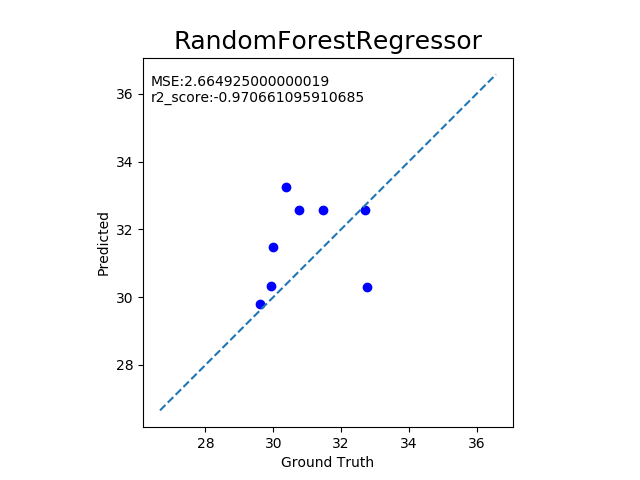 RandomForestRegressor
MSE:2.664925000000019
r2_score:-0.970661095910685
36
34
32
30
28
Predicted
28 30 32 34 36
Ground Truth